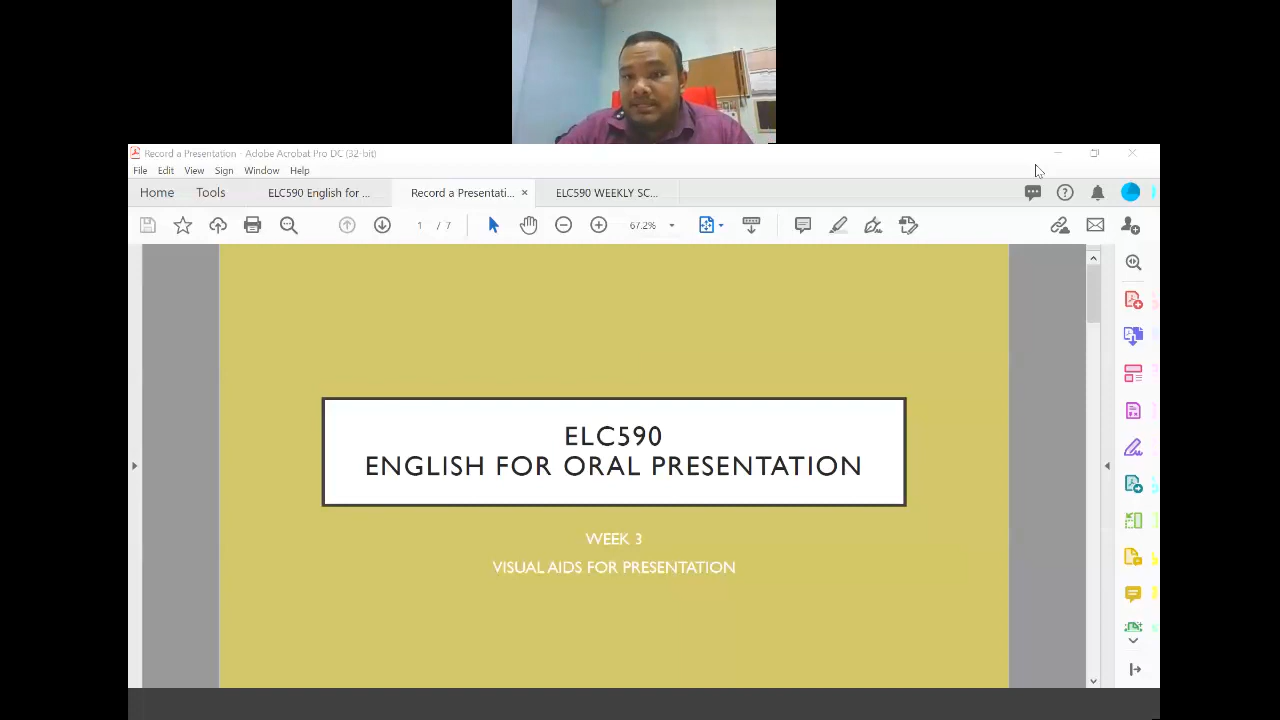 Record a Presentation - Adobe Acrobat Pro DC (32-bit)
File Edit View Sign Window Help
Home Tools ELC590 English for ... Record a Presentati... × ELC590 WEEKLY SC...
1 / 7 67.2%
ELC590
ENGLISH FOR ORAL PRESENTATION
WEEK 3
VISUAL AIDS FOR PRESENTATION